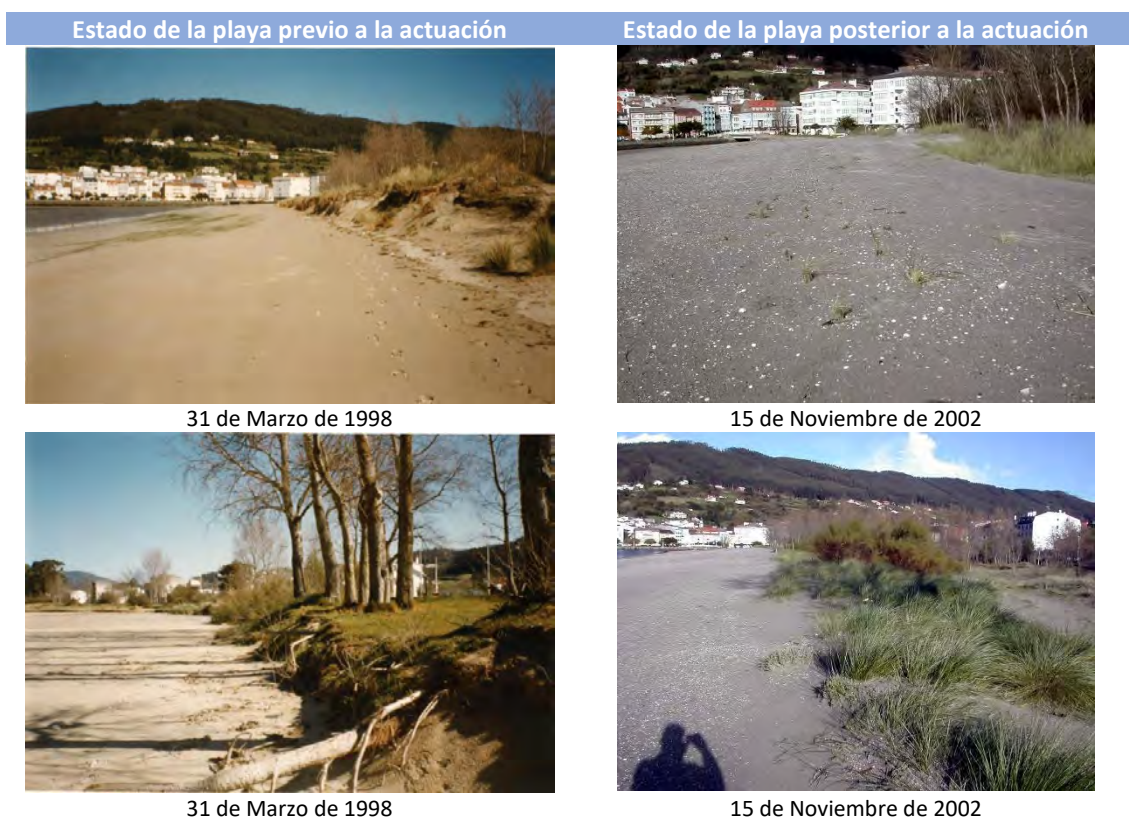 Estado de la playa previo a la actuación
Estado de la playa posterior a la actuación
31 de Marzo de 1998
15 de Noviembre de 2002
31 de Marzo de 1998
15 de Noviembre de 2002